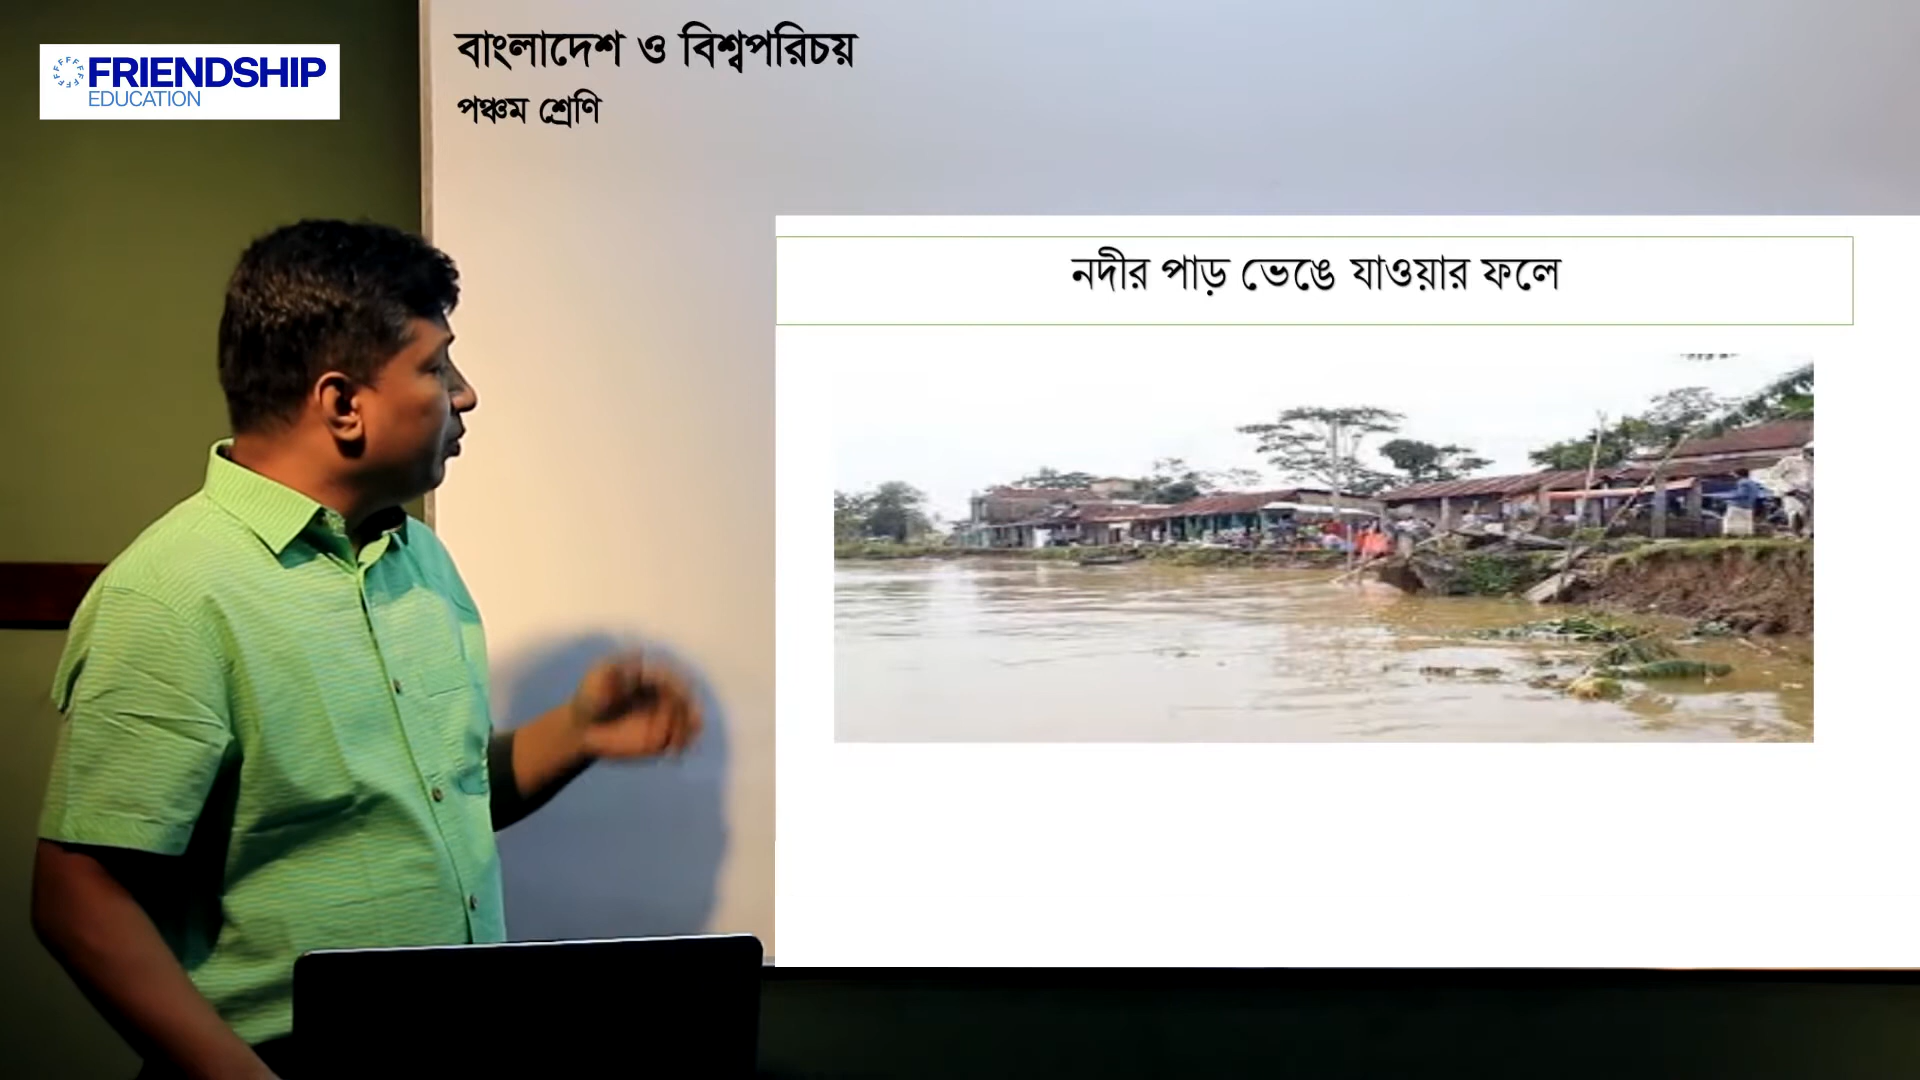 FRIENDSHIP
EDUCATION
বাংলাদেশ ও বিশ্বপরিচয়
পঞ্চম শ্রেণি
নদীর পাড় ভেঙে যাওয়ার ফলে